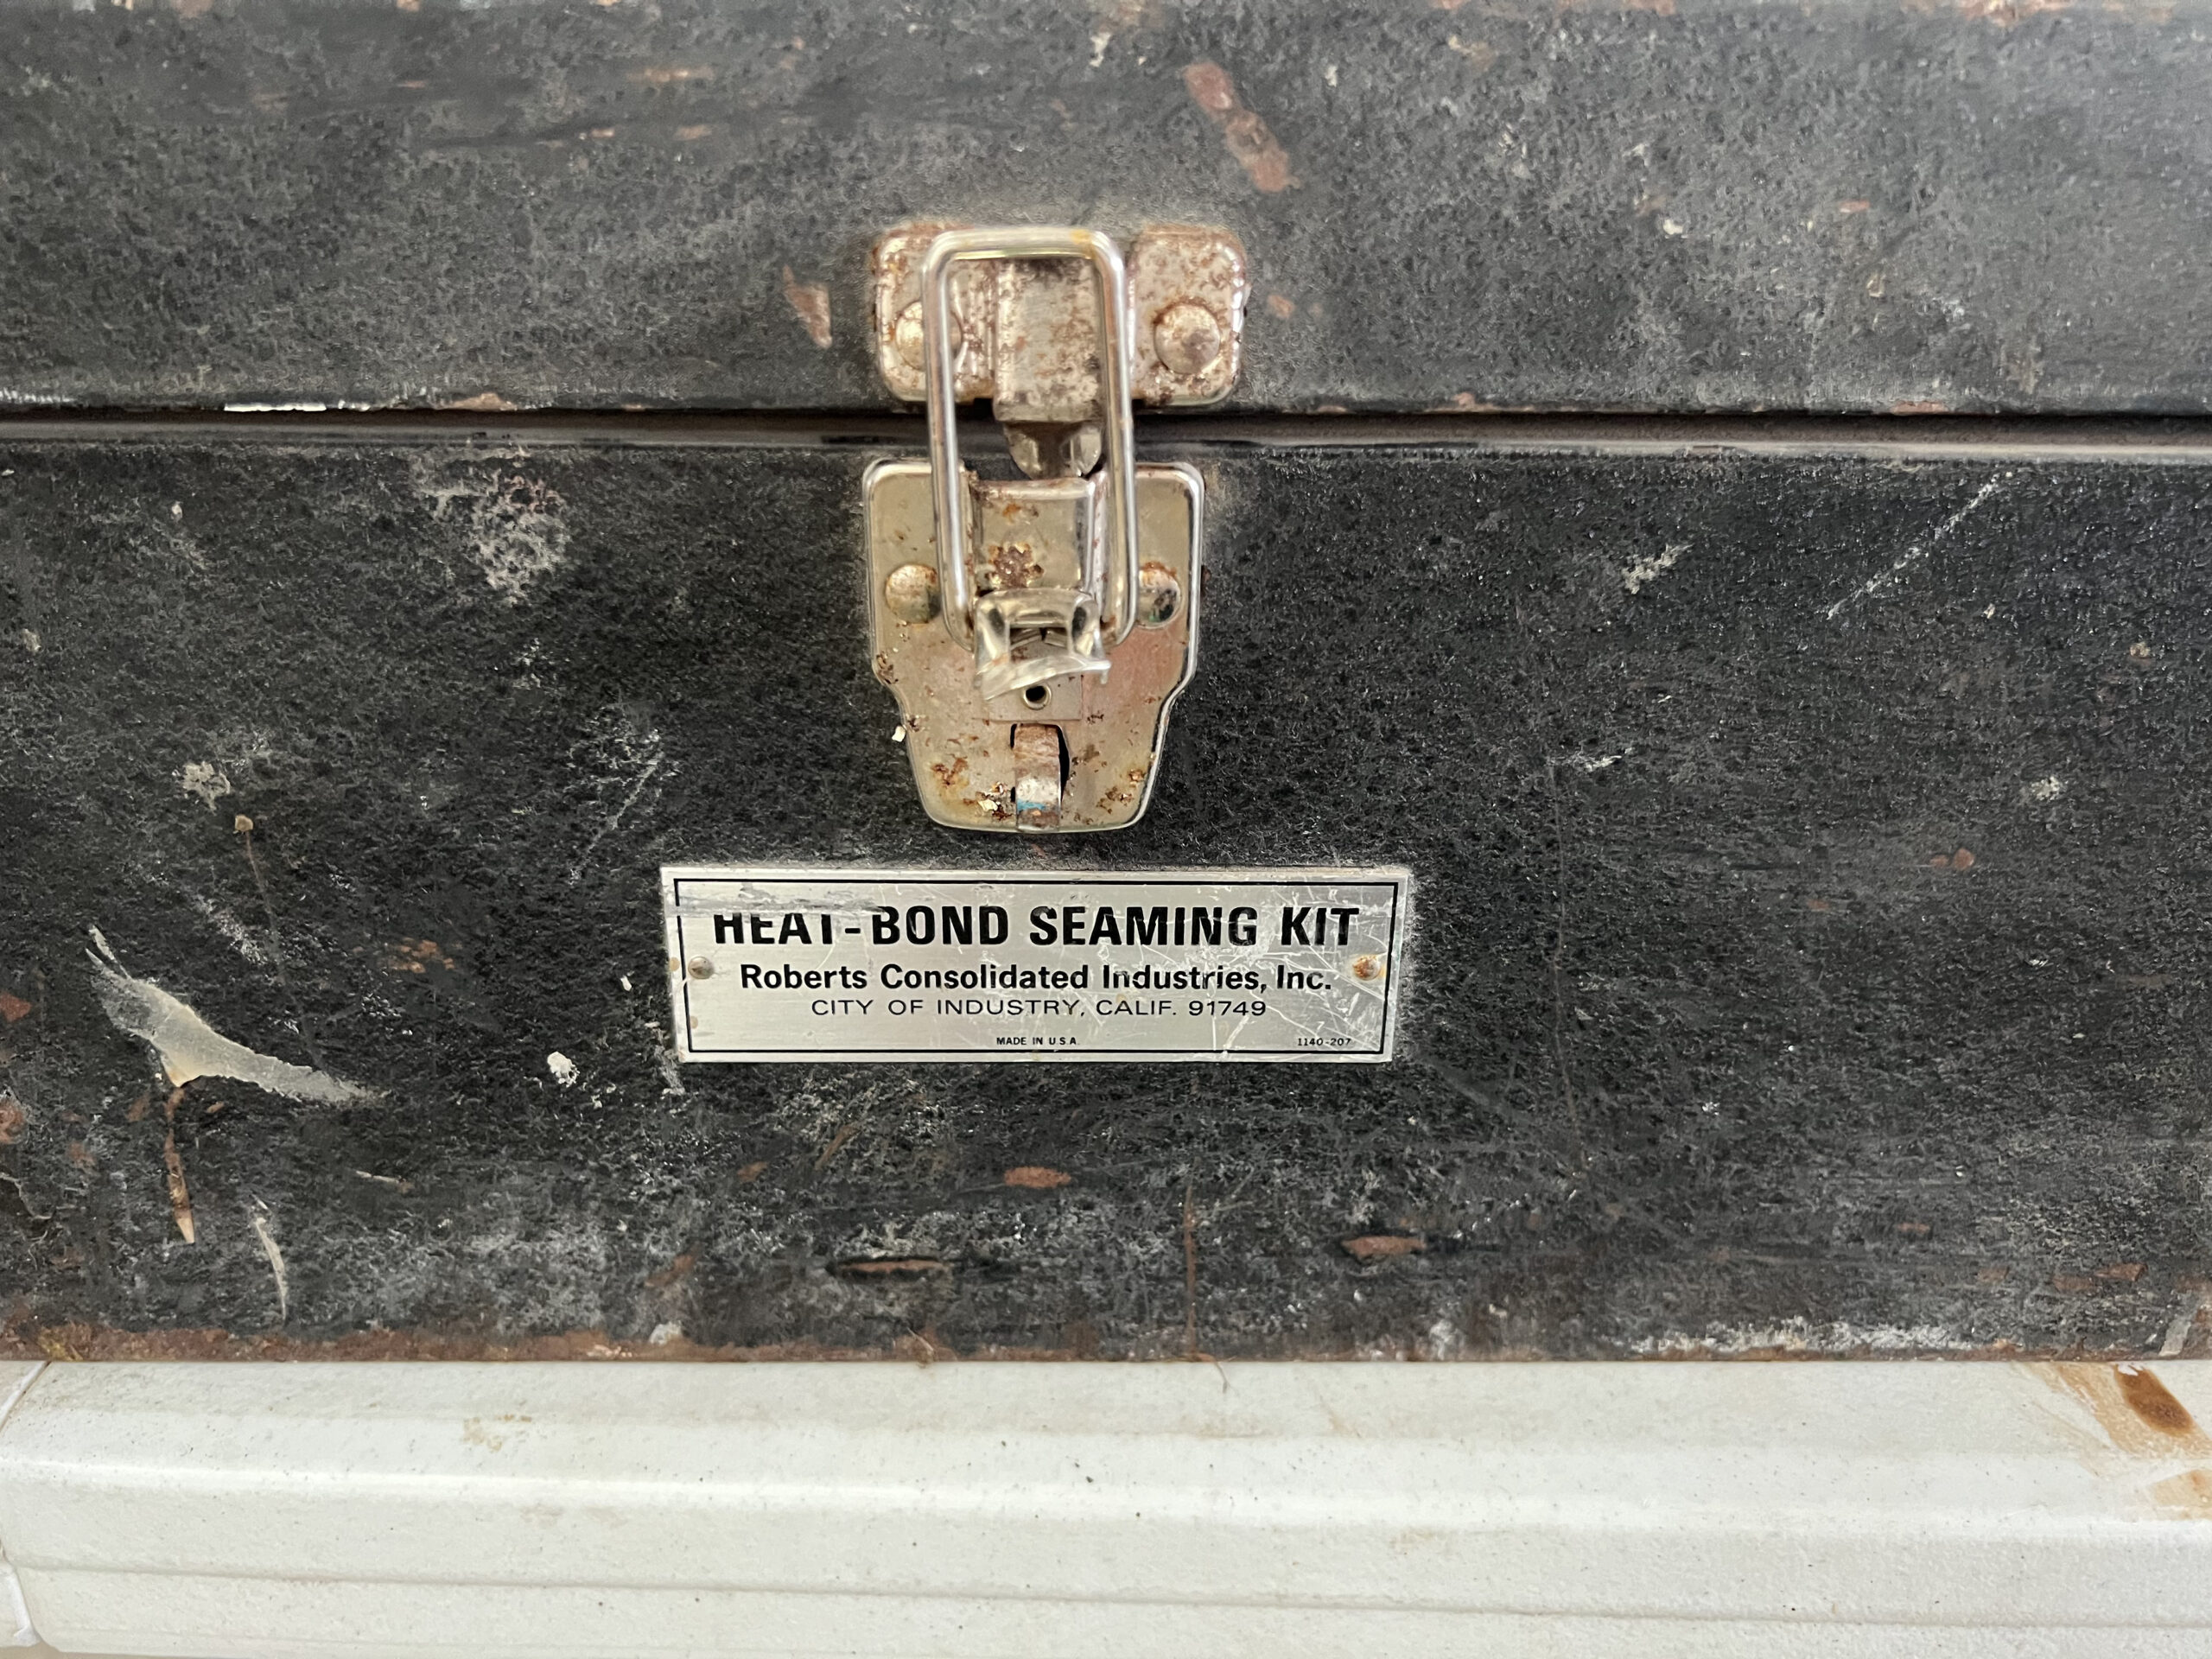 HEAT-BOND SEAMING KIT
Roberts Consolidated Industries, Inc.
CITY OF INDUSTRY, CALIF. 91749
MADE IN U.S.A.
1140-207